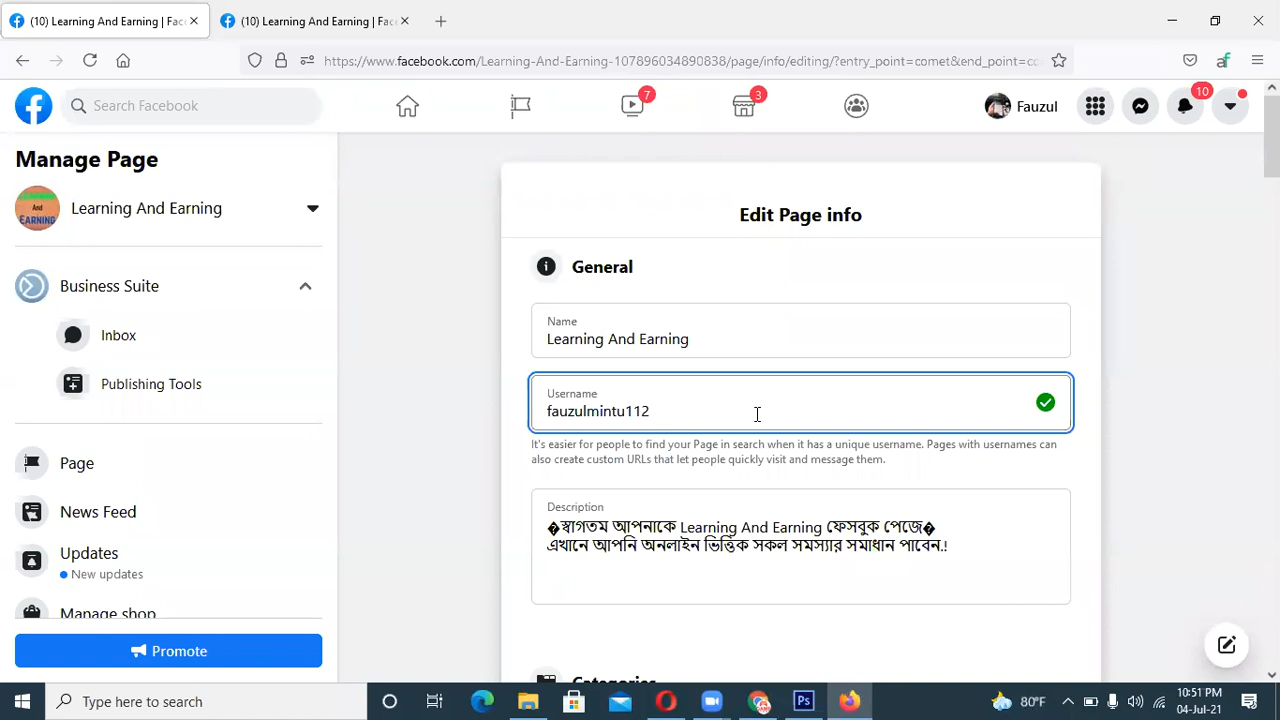 (10) Learning And Earning | Fac
(10) Learning And Earning | Fac
https://www.facebook.com/Learning-And-Earning-107896034890838/page/info/editing/?entry_point=comet&end_point=co
Search Facebook
7
3
Fauzul
10
Manage Page
And
EARNING
Learning And Earning
Business Suite
Inbox
Publishing Tools
Page
News Feed
Updates
New updates
Manage shop
Promote
Edit Page info
General
Name
Learning And Earning
Username
fauzulmintu112
It's easier for people to find your Page in search when it has a unique username. Pages with usernames can
also create custom URLs that let people quickly visit and message them.
Description
�স্বাগতম আপনাকে Learning And Earning ফেসবুক পেজে�
এখানে আপনি অনলাইন ভিত্তিক সকল সমস্যার সমাধান পাবেন.!
Categories
Type here to search
Ps
80°F
10:51 PM
04-Jul-21